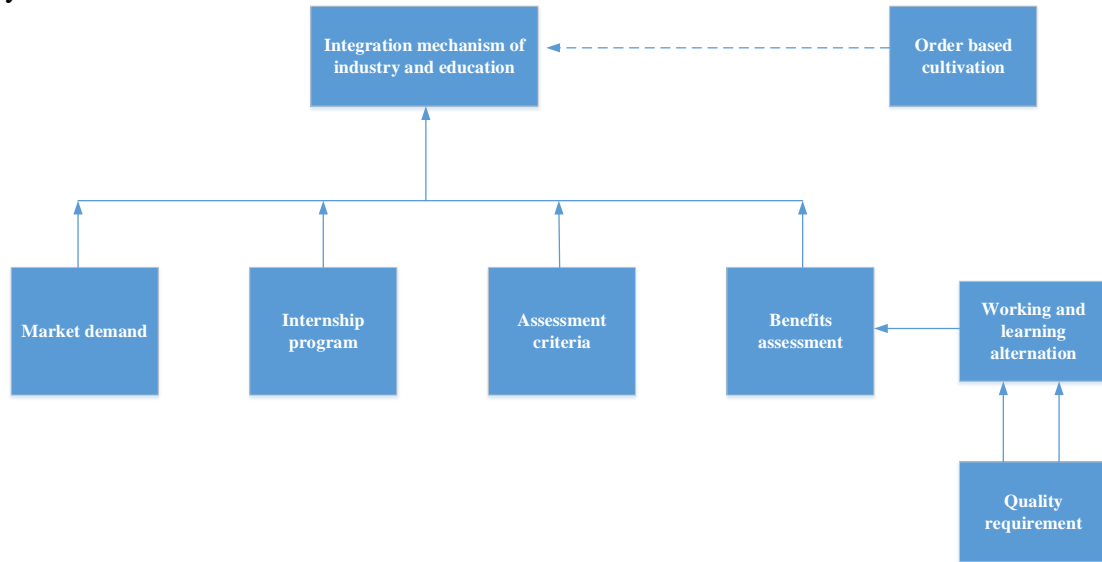 y
Integration mechanism of
industry and education
Order based
cultivation
Market demand
Internship
program
Assessment
criteria
Benefits
assessment
Working and
learning
alternation
Quality
requirement